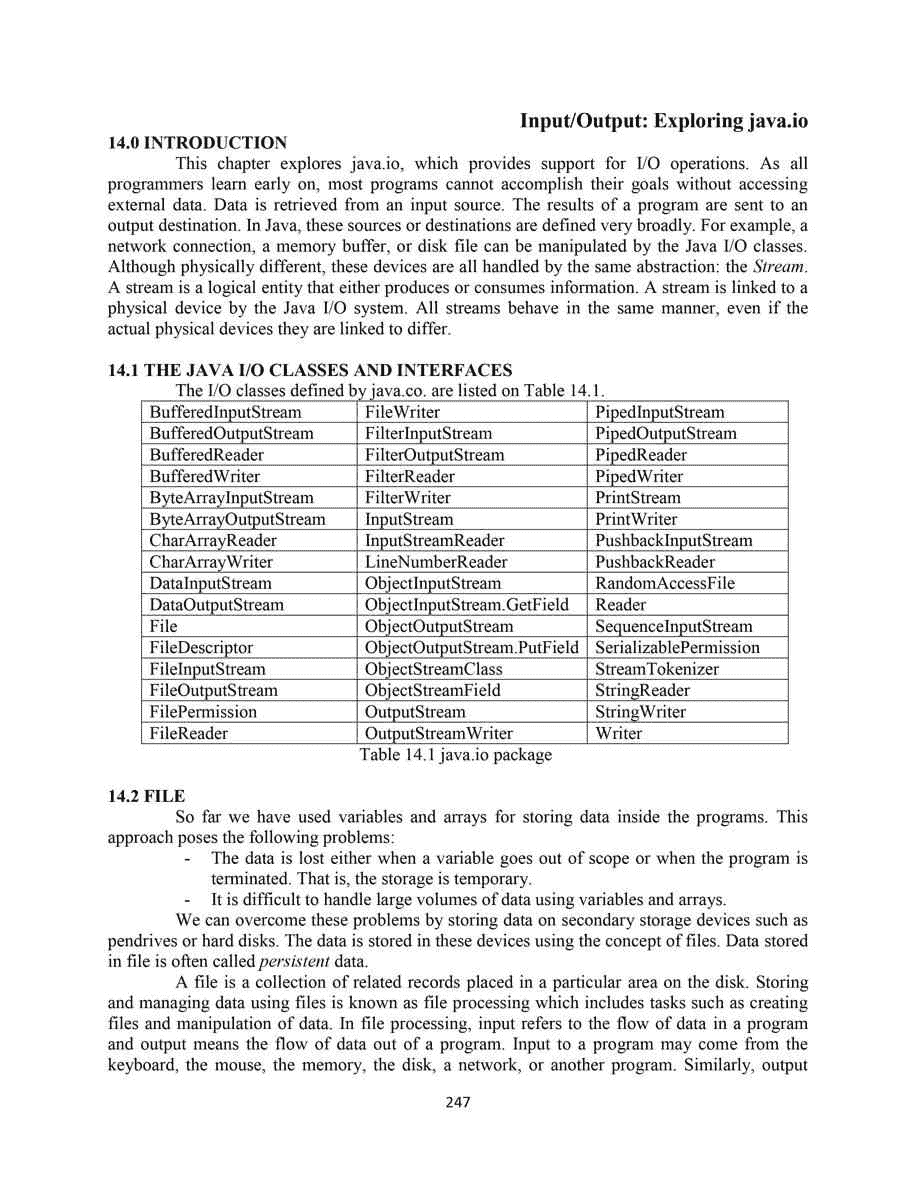 Input/Output: Exploring java.io
14.0 INTRODUCTION
This chapter explores java.io, which provides support for I/O operations. As all
programmers learn early on, most programs cannot accomplish their goals without accessing
external data. Data is retrieved from an input source. The results of a program are sent to an
output destination. In Java, these sources or destinations are defined very broadly. For example, a
network connection, a memory buffer, or disk file can be manipulated by the Java I/O classes.
Although physically different, these devices are all handled by the same abstraction: the Stream.
A stream is a logical entity that either produces or consumes information. A stream is linked to a
physical device by the Java I/O system. All streams behave in the same manner, even if the
actual physical devices they are linked to differ.
14.1 THE JAVA I/O CLASSES AND INTERFACES
The I/O classes defined by java.co. are listed on Table 14.1.
BufferedInputStream FileWriter PipedInputStream
BufferedOutputStream FilterInputStream PipedOutputStream
BufferedReader FilterOutputStream PipedReader
BufferedWriter FilterReader PipedWriter
ByteArrayInputStream FilterWriter PrintStream
ByteArrayOutputStream InputStream PrintWriter
CharArrayReader InputStreamReader PushbackInputStream
CharArrayWriter LineNumberReader PushbackReader
DataInputStream ObjectInputStream RandomAccessFile
DataOutputStream ObjectInputStream.GetField Reader
File ObjectOutputStream SequenceInputStream
FileDescriptor ObjectOutputStream.PutField SerializablePermission
FileInputStream ObjectStreamClass StreamTokenizer
FileOutputStream ObjectStreamField StringReader
FilePermission OutputStream StringWriter
FileReader OutputStreamWriter Writer
Table 14.1 java.io package
14.2 FILE
So far we have used variables and arrays for storing data inside the programs. This
approach poses the following problems:
- The data is lost either when a variable goes out of scope or when the program is
terminated. That is, the storage is temporary.
- It is difficult to handle large volumes of data using variables and arrays.
We can overcome these problems by storing data on secondary storage devices such as
pendrives or hard disks. The data is stored in these devices using the concept of files. Data stored
in file is often called persistent data.
A file is a collection of related records placed in a particular area on the disk. Storing
and managing data using files is known as file processing which includes tasks such as creating
files and manipulation of data. In file processing, input refers to the flow of data in a program
and output means the flow of data out of a program. Input to a program may come from the
keyboard, the mouse, the memory, the disk, a network, or another program. Similarly, output
247